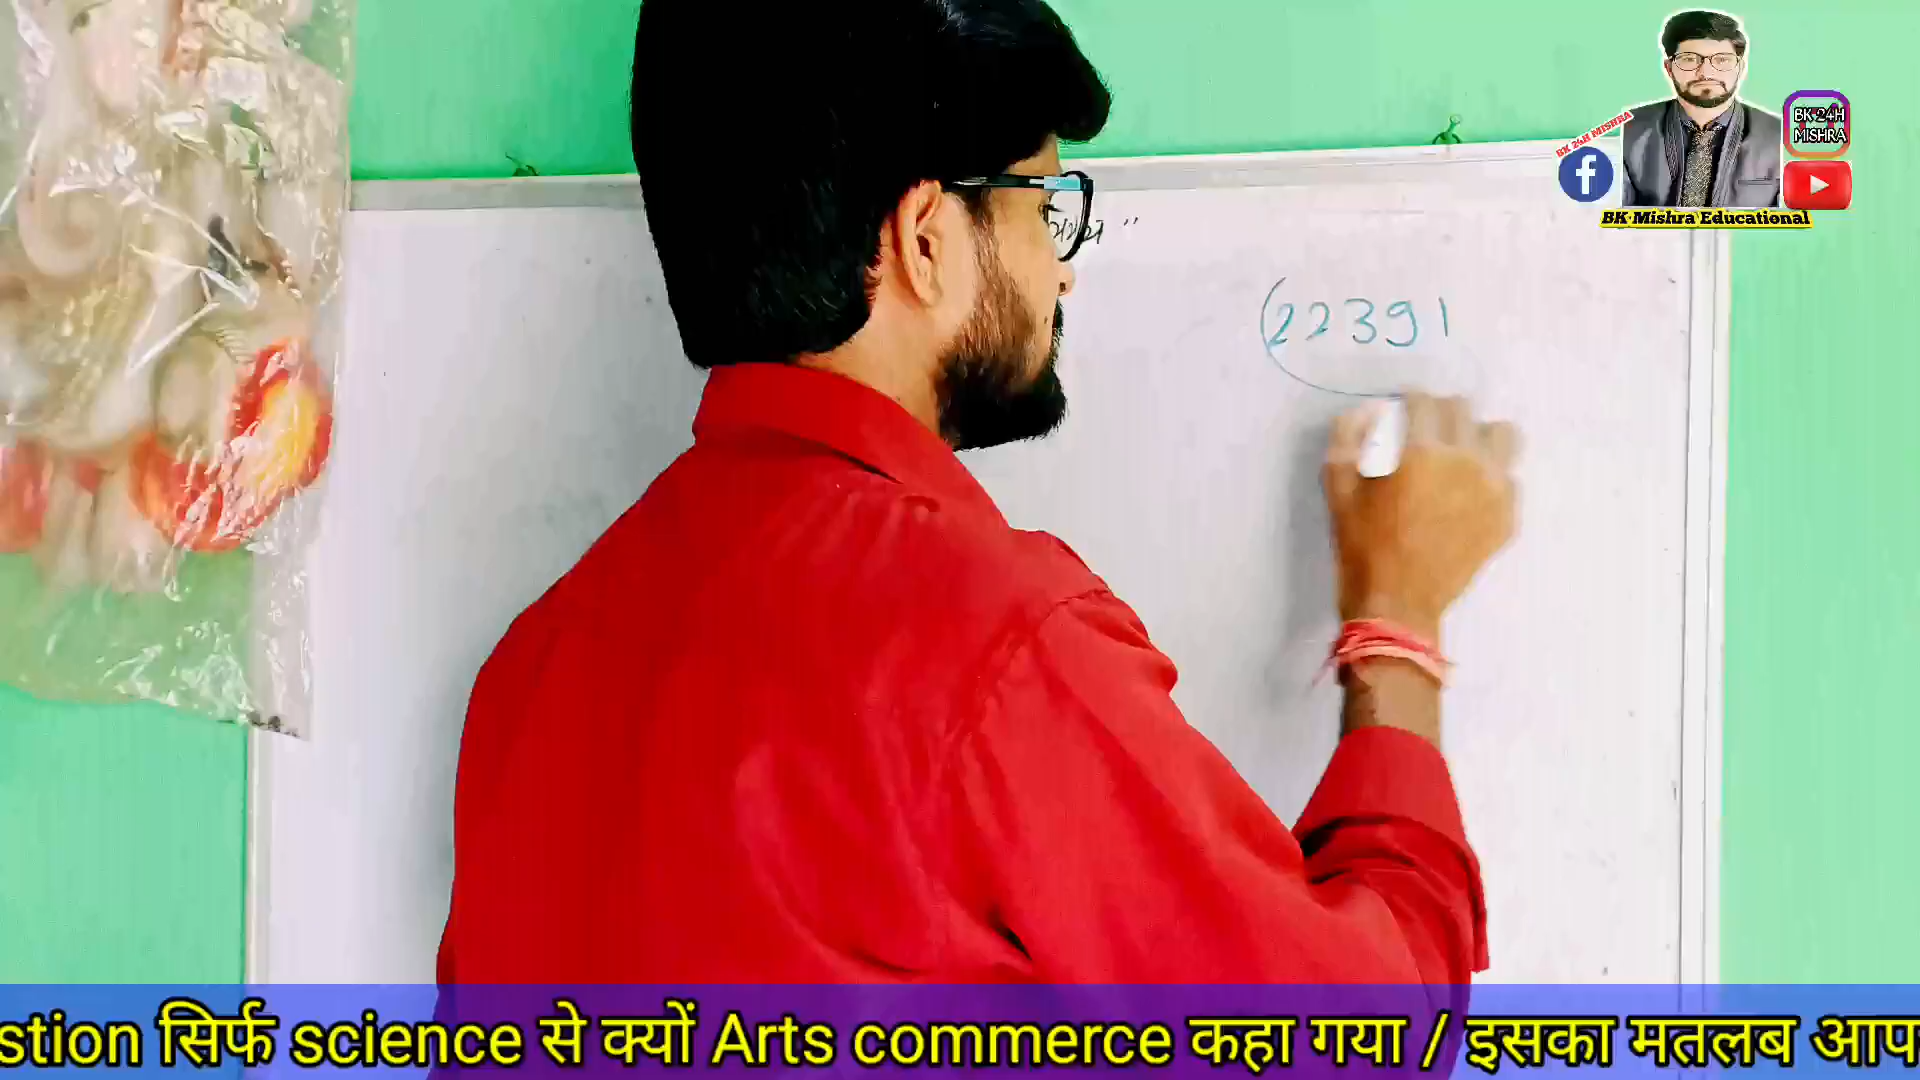 BK 24H MISHRA
BK-24H
MISHRA
BK Mishra Educational
22391
stion सिर्फ science से क्यों Arts commerce कहा गया / इसका मतलब आप